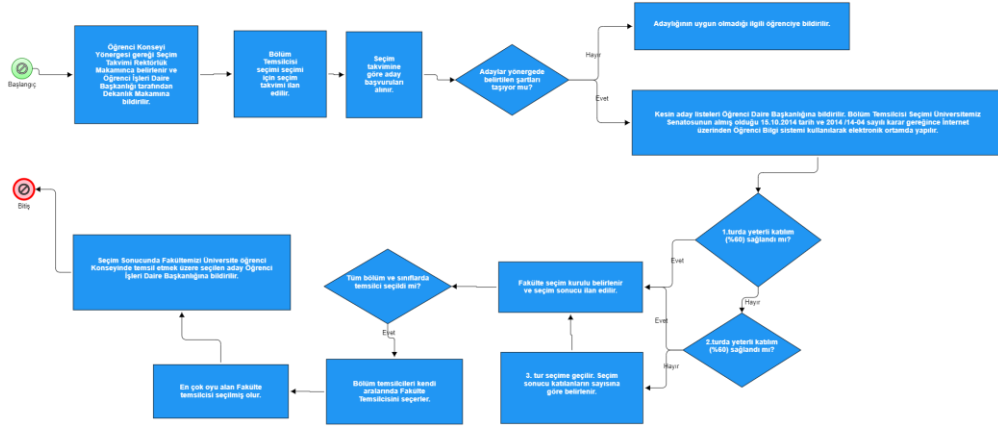 Öğrenci Konseyi
Yönergesi gereği Seçim
Takvimi Rektörlük
Makamınca belirlenir ve
Öğrenci İşleri Daire
Başkanlığı tarafından
Dekanlık Makamına
bildirilir.
Başlangıç
Bölüm
Temsilcisi
seçimi seçimi
için seçim
takvimi ilan
edilir.
Seçim
takvimine
göre aday
başvuruları
alınır.
Adaylar yönergede
belirtilen şartları
taşıyor mu?
Hayır
Adaylığının uygun olmadığı ilgili öğrenciye bildirilir.
Evet
Kesin aday listeleri Öğrenci Daire Başkanlığına bildirilir. Bölüm Temsilcisi Seçimi Üniversitemiz
Senatosunun almış olduğu 15.10.2014 tarih ve 2014 /14-04 sayılı karar gereğince İnternet
üzerinden Öğrenci Bilgi sistemi kullanılarak elektronik ortamda yapılır.
1.turda yeterli katılım
(%60) sağlandı mı?
Evet
Hayır
2.turda yeterli katılım
(%60) sağlandı mı?
Evet
Hayır
3. tur seçime geçilir. Seçim
sonucu katılanların sayısına
göre belirlenir.
Fakülte seçim kurulu belirlenir
ve seçim sonucu ilan edilir.
Tüm bölüm ve sınıflarda
temsilci seçildi mi?
Evet
Bölüm temsilcileri kendi
aralarında Fakülte
Temsilcisini seçerler.
En çok oyu alan Fakülte
temsilcisi seçilmiş olur.
Seçim Sonucunda Fakültemizi Üniversite öğrenci
Konseyinde temsil etmek üzere seçilen aday Öğrenci
İşleri Daire Başkanlığına bildirilir.
Bitiş